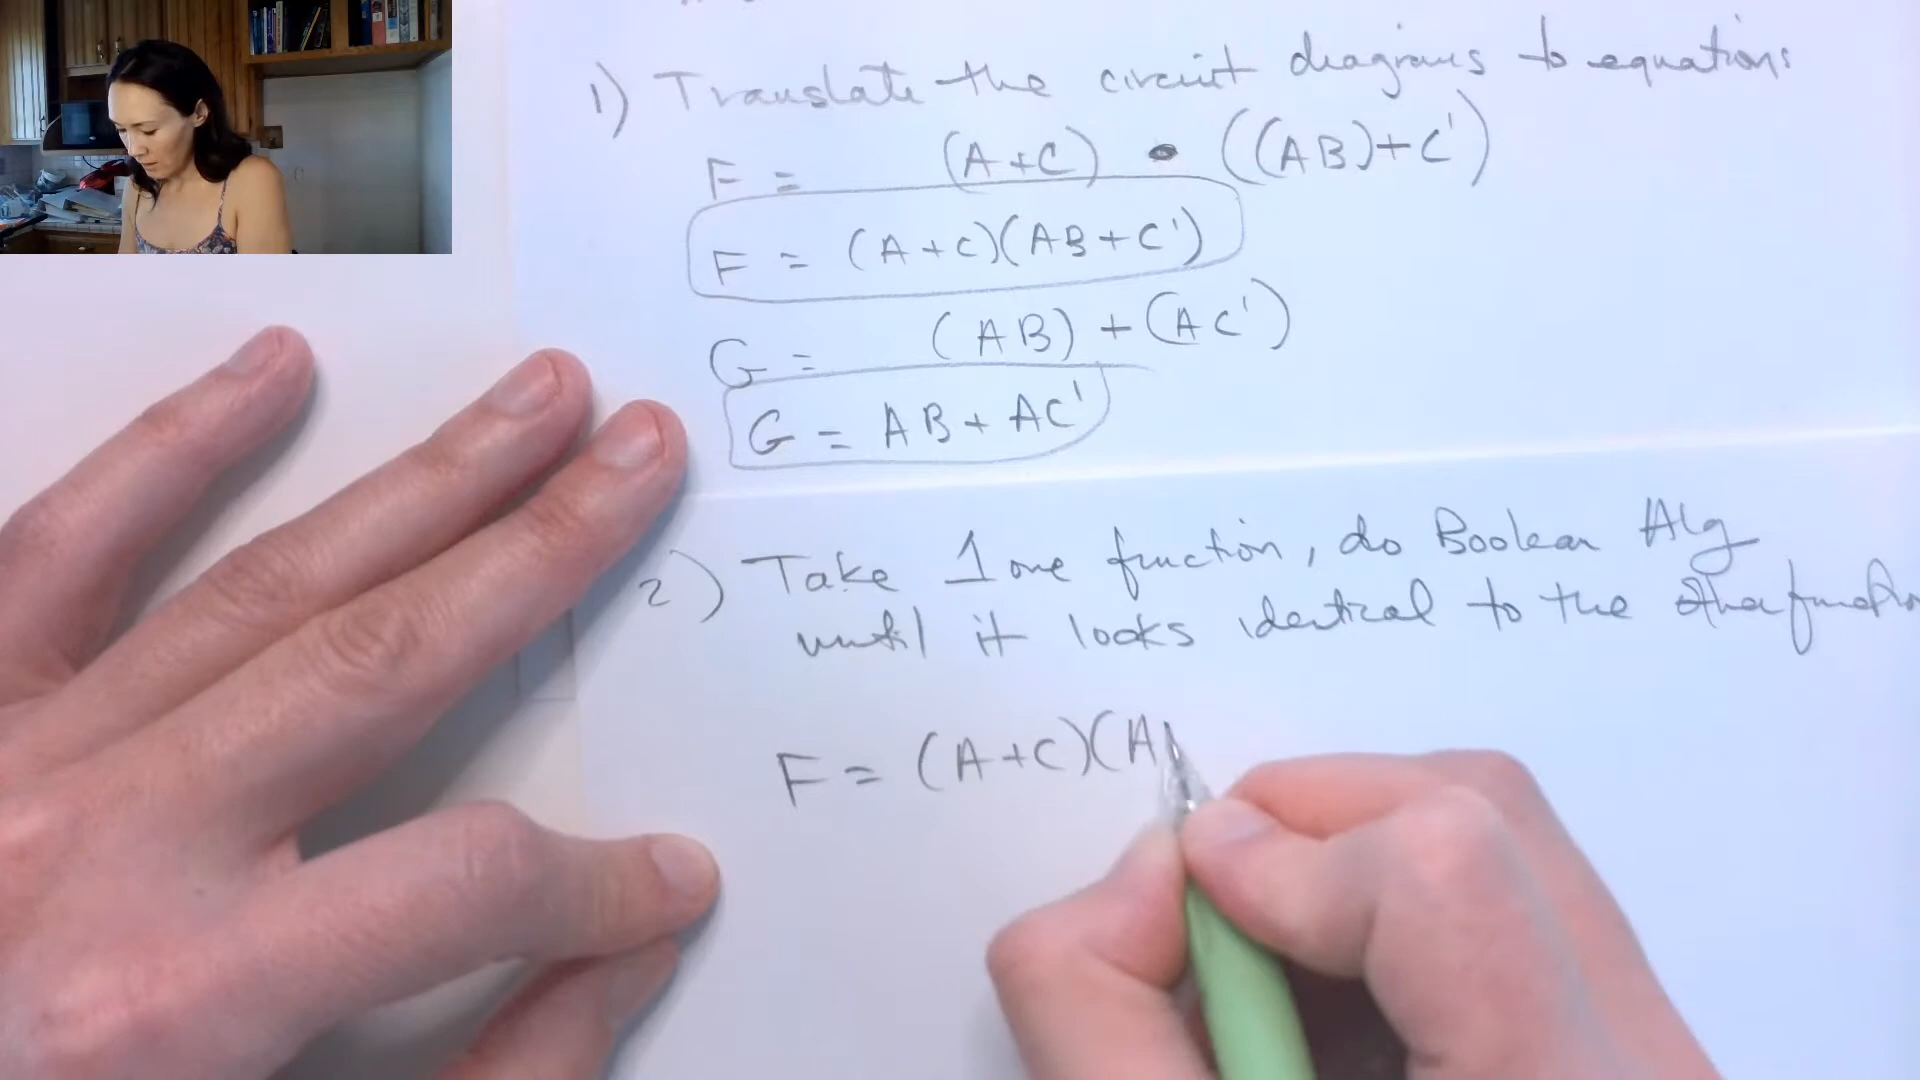 1) Translate the circuit diagrams to equations
F = (A+C) • ((AB)+C')
F = (A+C)(AB+C')
G = (AB) + (AC')
G = AB + AC'
2) Take 1 one function, do Boolean Alg
until it looks identical to the other function
F = (A+C)(A